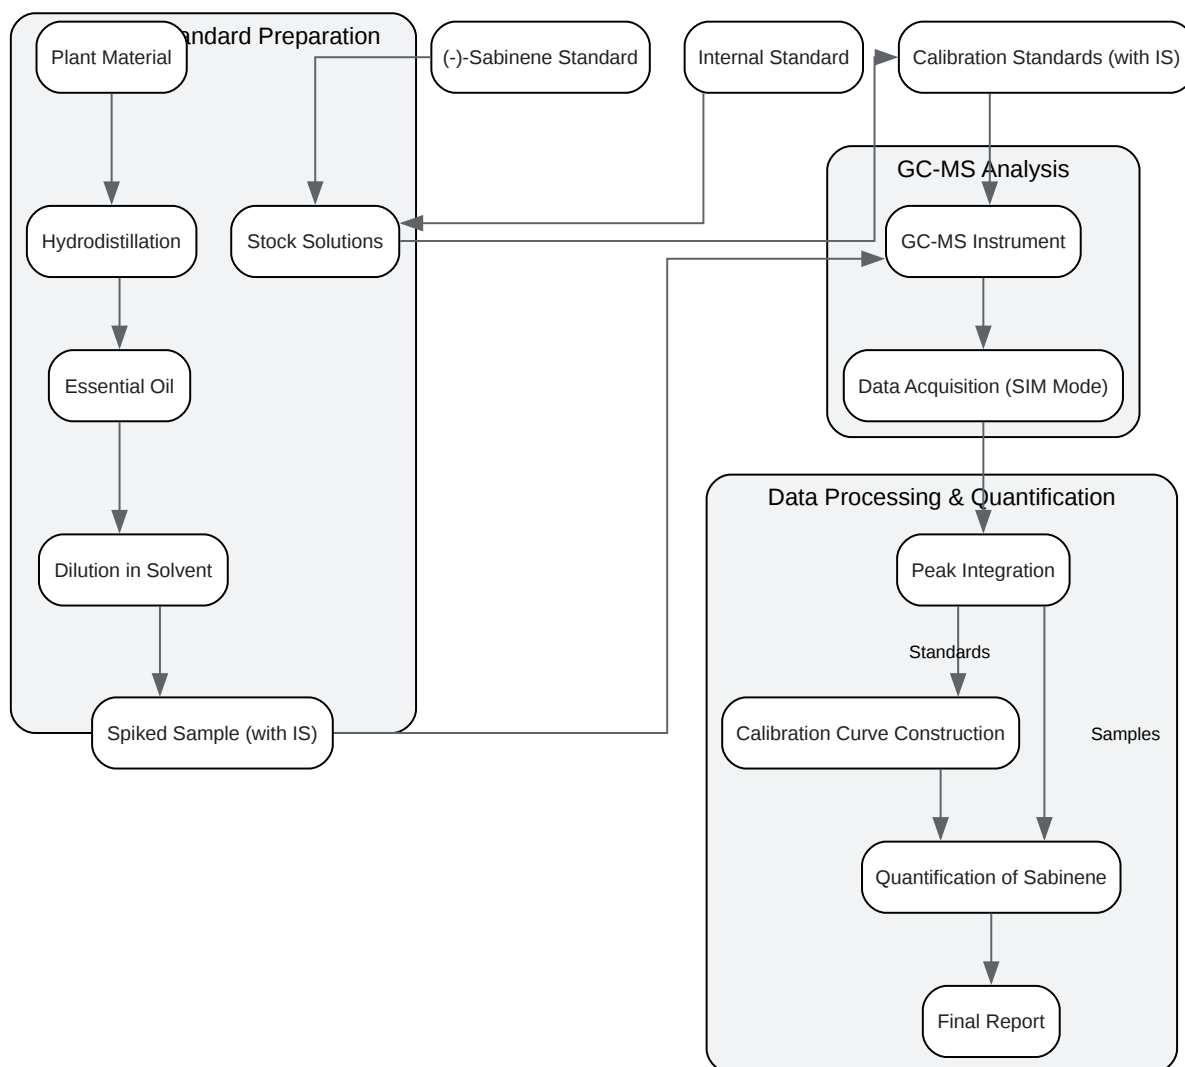 Plant Material
Standard Preparation
(-)-Sabinene Standard
Internal Standard
Calibration Standards (with IS)
GC-MS Analysis
Hydrodistillation
Stock Solutions
GC-MS Instrument
Essential Oil
Data Acquisition (SIM Mode)
Data Processing & Quantification
Dilution in Solvent
Peak Integration
Standards
Spiked Sample (with IS)
Calibration Curve Construction
Samples
Quantification of Sabinene
Final Report